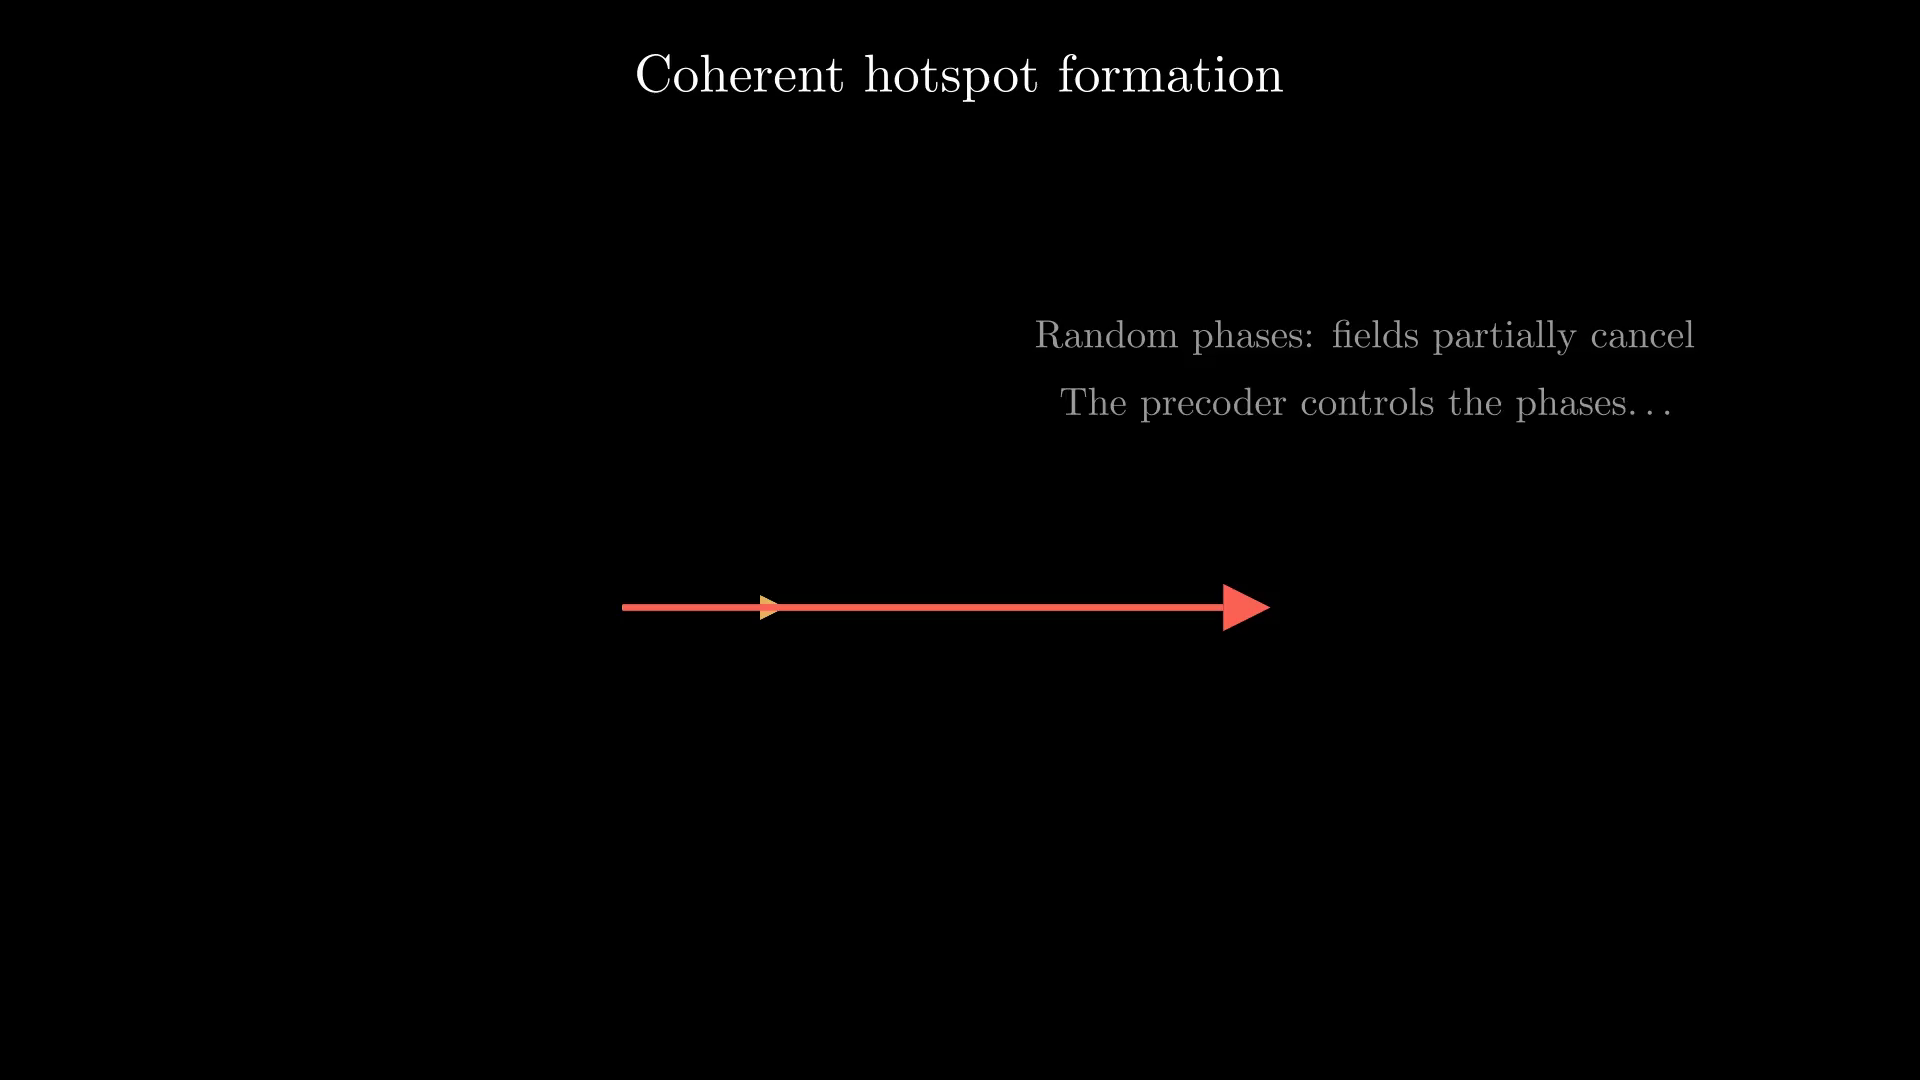 Coherent hotspot formation
Random phases: fields partially cancel
The precoder controls the phases...